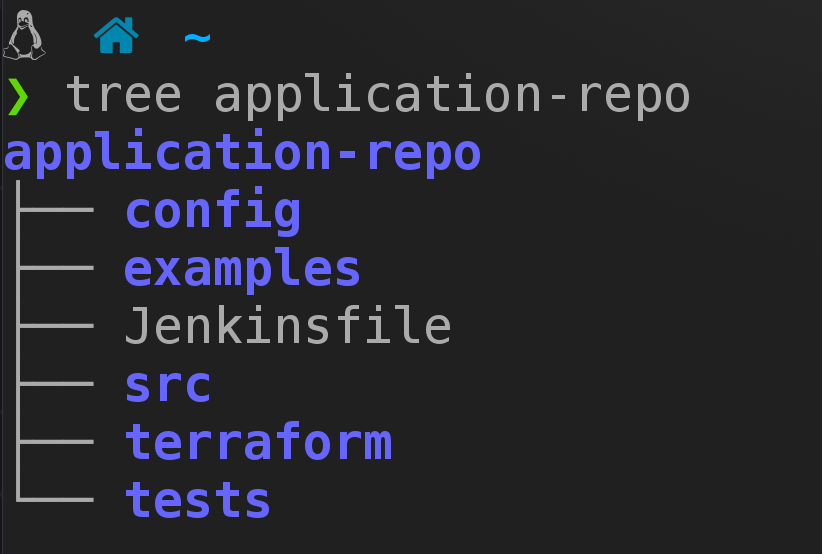 ~
❯ tree application-repo
application-repo
├── config
├── examples
├── Jenkinsfile
├── src
├── terraform
└── tests